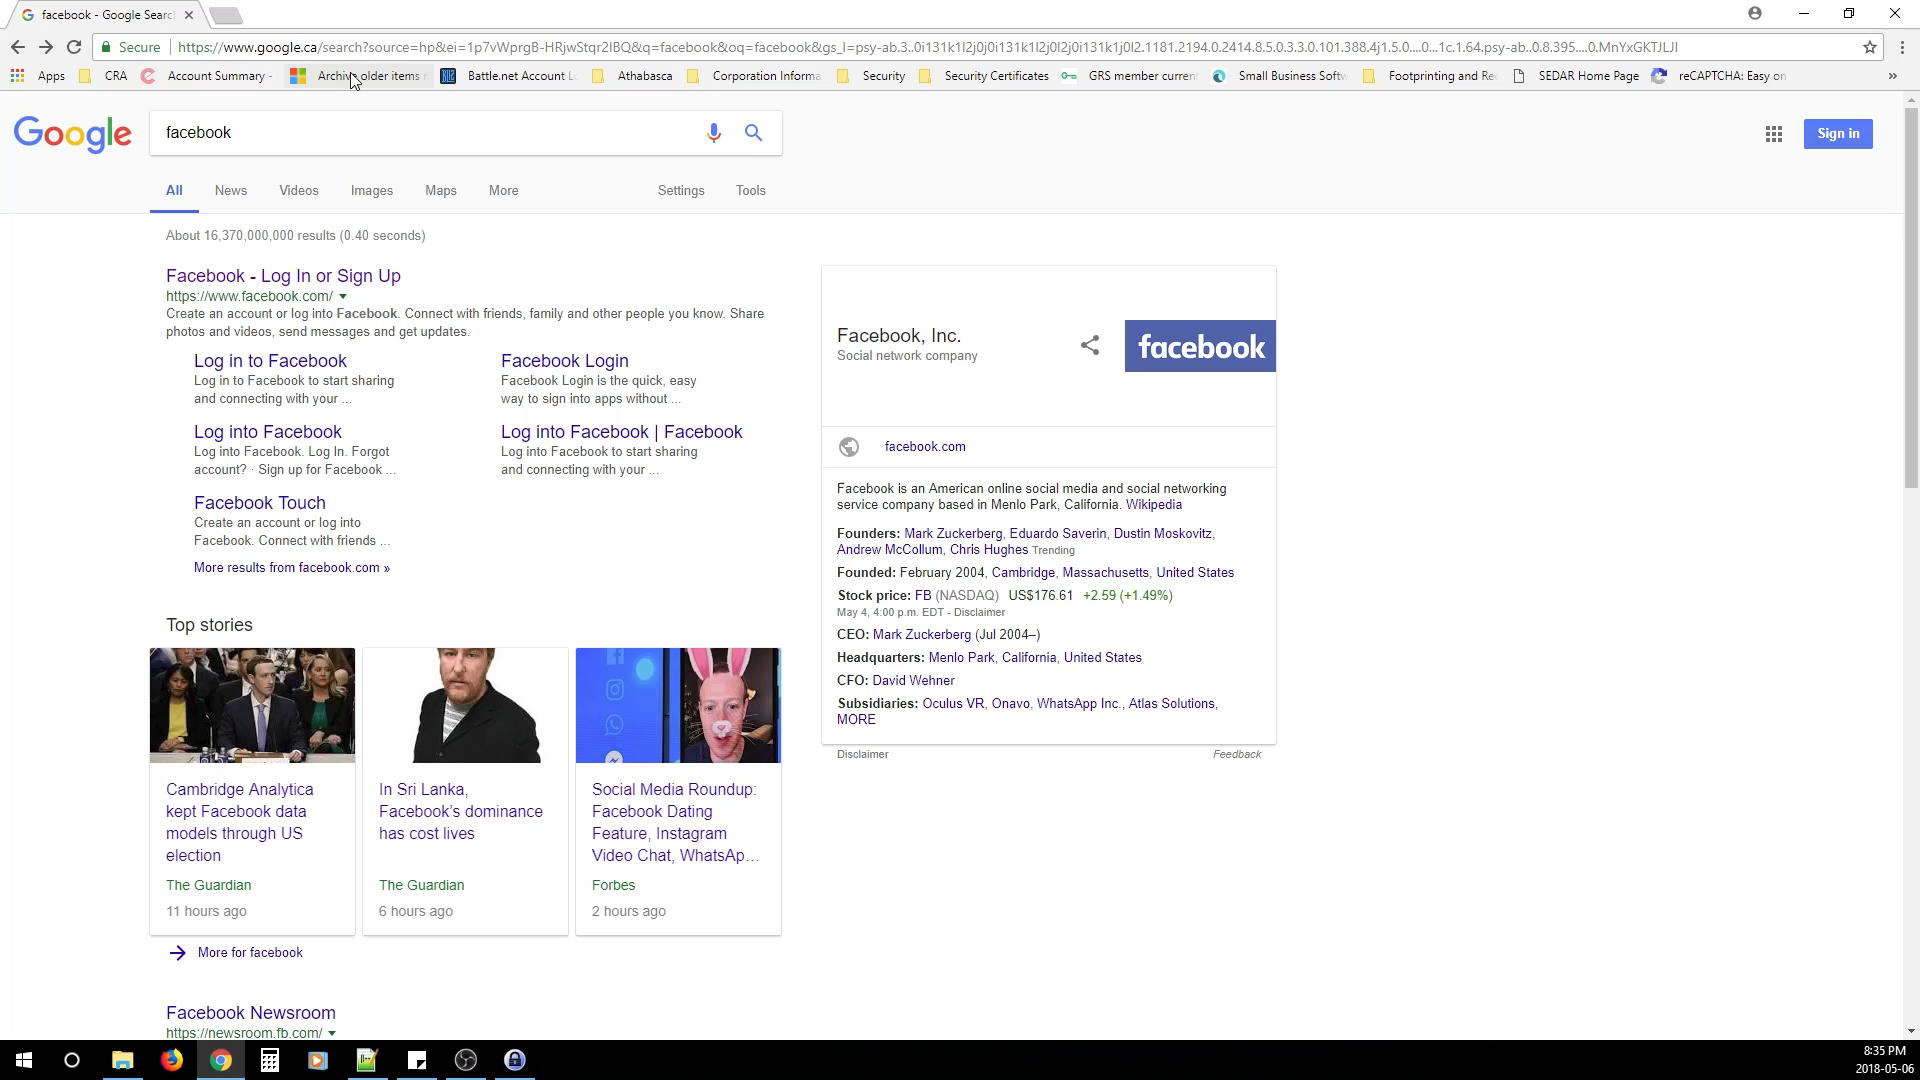 facebook - Google Searc
Secure https://www.google.ca/search?source=hp&ei=1p7vWprgB-HRjwStqr2IBQ&q=facebook&oq=facebook&gs_l=psy-ab.3..0i131k1l2j0j0i131k1l2j0l2j0i131k1j0l2.1181.2194.0.2414.8.5.0.3.3.0.101.388.4j1.5.0....0...1c.1.64.psy-ab..0.8.395....0.MnYxGKTJLJI
Apps CRA Account Summary - Archive older items Battle.net Account Athabasca Corporation Informa Security Security Certificates GRS member curren Small Business Softw Footprinting and Re SEDAR Home Page reCAPTCHA: Easy on »
Google facebook Sign in
All News Videos Images Maps More Settings Tools
About 16,370,000,000 results (0.40 seconds)
Facebook - Log In or Sign Up
https://www.facebook.com/
Create an account or log into Facebook. Connect with friends, family and other people you know. Share
photos and videos, send messages and get updates.
Log in to Facebook
Log in to Facebook to start sharing
and connecting with your ...
Facebook Login
Facebook Login is the quick, easy
way to sign into apps without ...
Log into Facebook
Log into Facebook. Log In. Forgot
account? · Sign up for Facebook ...
Log into Facebook | Facebook
Log into Facebook to start sharing
and connecting with your ...
Facebook Touch
Create an account or log into
Facebook. Connect with friends ...
More results from facebook.com »
Top stories
Cambridge Analytica
kept Facebook data
models through US
election
The Guardian
11 hours ago
In Sri Lanka,
Facebook's dominance
has cost lives
The Guardian
6 hours ago
Social Media Roundup:
Facebook Dating
Feature, Instagram
Video Chat, WhatsAp...
Forbes
2 hours ago
More for facebook
Facebook Newsroom
https://newsroom.fb.com/
Facebook, Inc.
Social network company
facebook
facebook.com
Facebook is an American online social media and social networking
service company based in Menlo Park, California. Wikipedia
Founders: Mark Zuckerberg, Eduardo Saverin, Dustin Moskovitz,
Andrew McCollum, Chris Hughes Trending
Founded: February 2004, Cambridge, Massachusetts, United States
Stock price: FB (NASDAQ) US$176.61 +2.59 (+1.49%)
May 4, 4:00 p.m. EDT - Disclaimer
CEO: Mark Zuckerberg (Jul 2004–)
Headquarters: Menlo Park, California, United States
CFO: David Wehner
Subsidiaries: Oculus VR, Onavo, WhatsApp Inc., Atlas Solutions,
MORE
Disclaimer Feedback
8:35 PM
2018-05-06